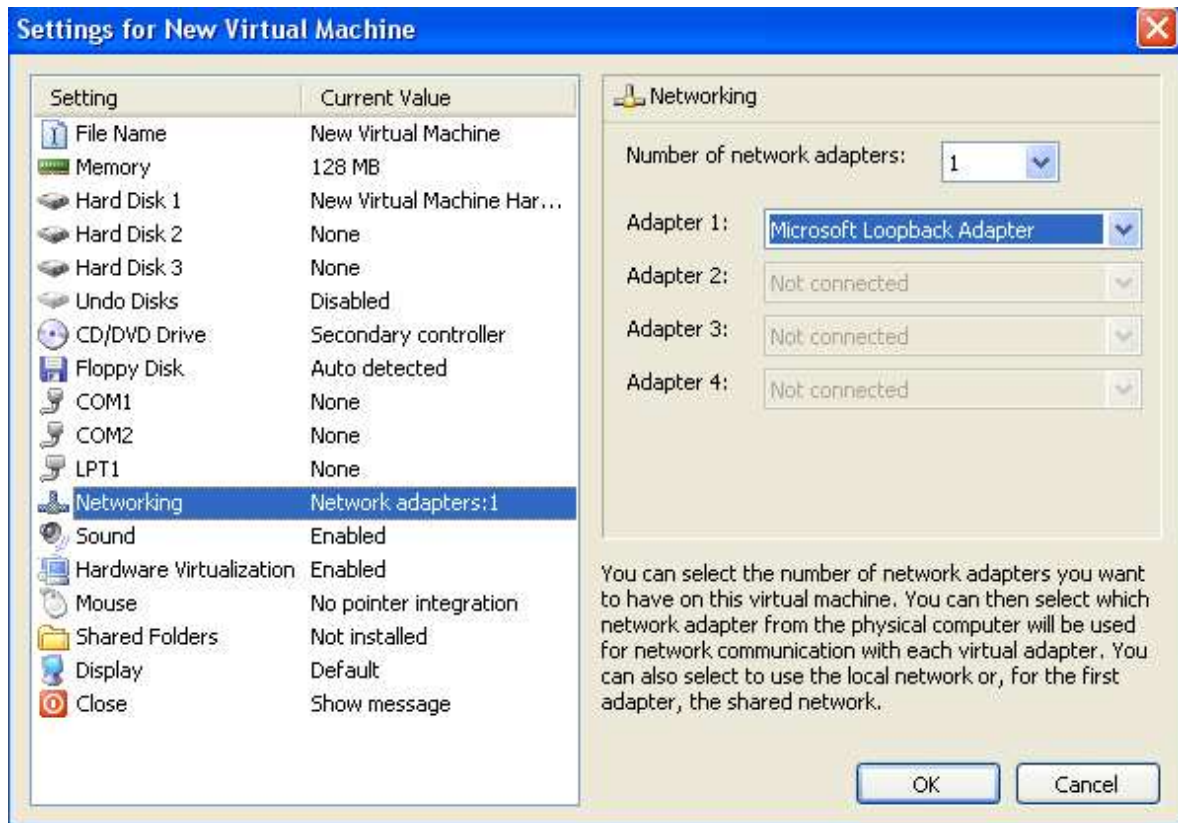 Settings for New Virtual Machine
Setting Current Value
File Name New Virtual Machine
Memory 128 MB
Hard Disk 1 New Virtual Machine Har...
Hard Disk 2 None
Hard Disk 3 None
Undo Disks Disabled
CD/DVD Drive Secondary controller
Floppy Disk Auto detected
COM1 None
COM2 None
LPT1 None
Networking Network adapters:1
Sound Enabled
Hardware Virtualization Enabled
Mouse No pointer integration
Shared Folders Not installed
Display Default
Close Show message
Networking
Number of network adapters: 1
Adapter 1: Microsoft Loopback Adapter
Adapter 2: Not connected
Adapter 3: Not connected
Adapter 4: Not connected
You can select the number of network adapters you want
to have on this virtual machine. You can then select which
network adapter from the physical computer will be used
for network communication with each virtual adapter. You
can also select to use the local network or, for the first
adapter, the shared network.
OK Cancel